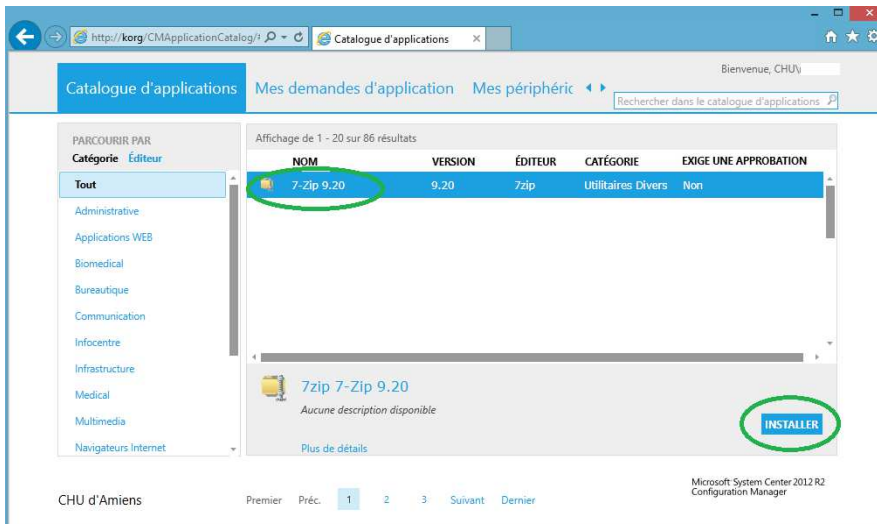 http://korg/CMApplicationCatalog/
Catalogue d'applications
Bienvenue, CHU\
Catalogue d'applications Mes demandes d'application Mes périphéric
Rechercher dans le catalogue d'applications
PARCOURIR PAR
Catégorie Éditeur
Affichage de 1 - 20 sur 86 résultats
NOM VERSION ÉDITEUR CATÉGORIE EXIGE UNE APPROBATION
7-Zip 9.20 9.20 7zip Utilitaires Divers Non
Tout
Administrative
Applications WEB
Biomedical
Bureautique
Communication
Infocentre
Infrastructure
Medical
Multimedia
Navigateurs Internet
7zip 7-Zip 9.20
Aucune description disponible
INSTALLER
Plus de détails
CHU d'Amiens
Premier Préc. 1 2 3 Suivant Dernier
Microsoft System Center 2012 R2
Configuration Manager